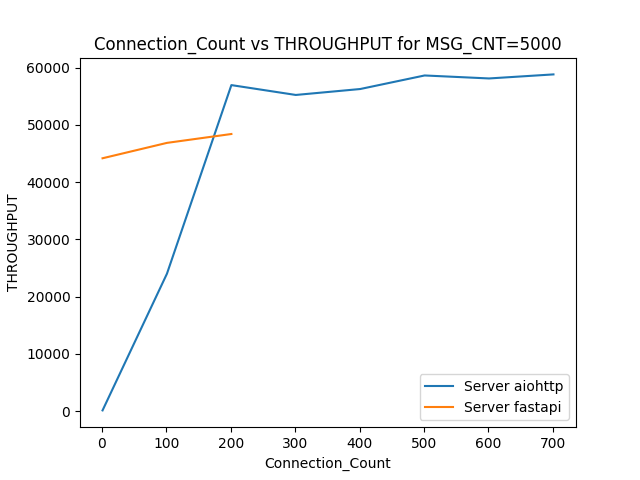 Connection_Count vs THROUGHPUT for MSG_CNT=5000
THROUGHPUT
60000
50000
40000
30000
20000
10000
0
0 100 200 300 400 500 600 700
Connection_Count
Server aiohttp
Server fastapi